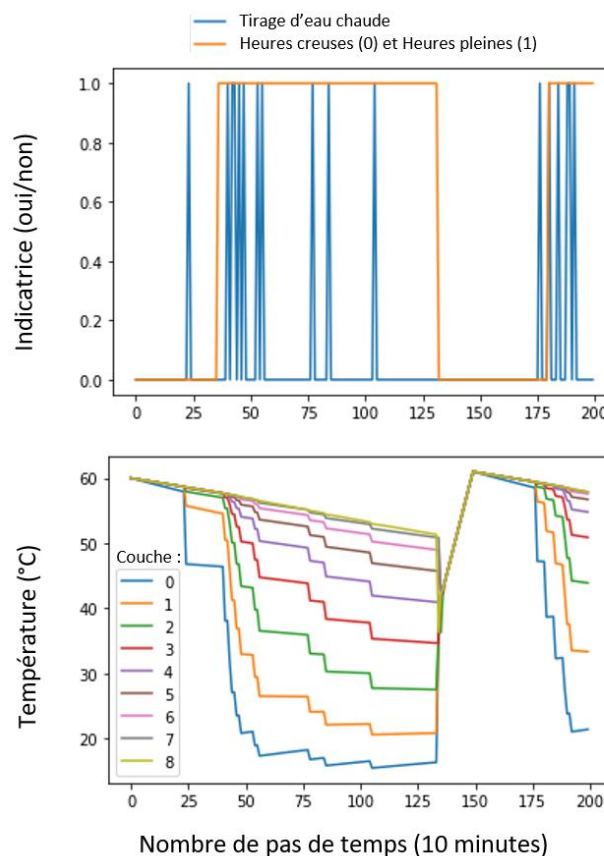 Tirage d'eau chaude
Heures creuses (0) et Heures pleines (1)
Indicatrice (oui/non)
1.0
0.8
0.6
0.4
0.2
0.0
0 25 50 75 100 125 150 175 200
Température (°C)
60
50
40
30
20
Couche :
0
1
2
3
4
5
6
7
8
0 25 50 75 100 125 150 175 200
Nombre de pas de temps (10 minutes)